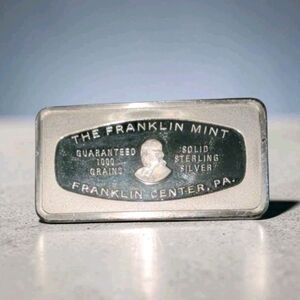 THE FRANKLIN MINT
GUARANTEED
1000
GRAINS
SOLID
STERLING
SILVER
FRANKLIN CENTER, PA.